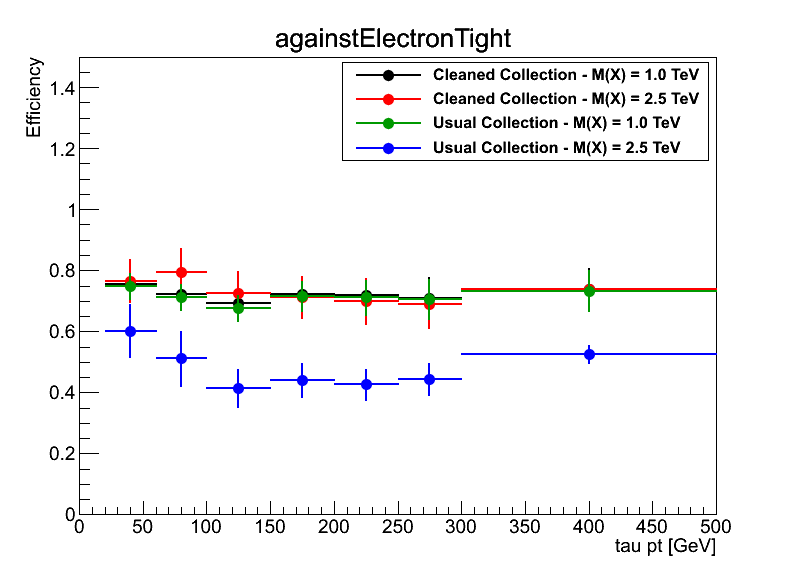 againstElectronTight
Efficiency
Cleaned Collection - M(X) = 1.0 TeV
Cleaned Collection - M(X) = 2.5 TeV
Usual Collection - M(X) = 1.0 TeV
Usual Collection - M(X) = 2.5 TeV
1.4
1.2
1
0.8
0.6
0.4
0.2
0
0 50 100 150 200 250 300 350 400 450 500
tau pt [GeV]